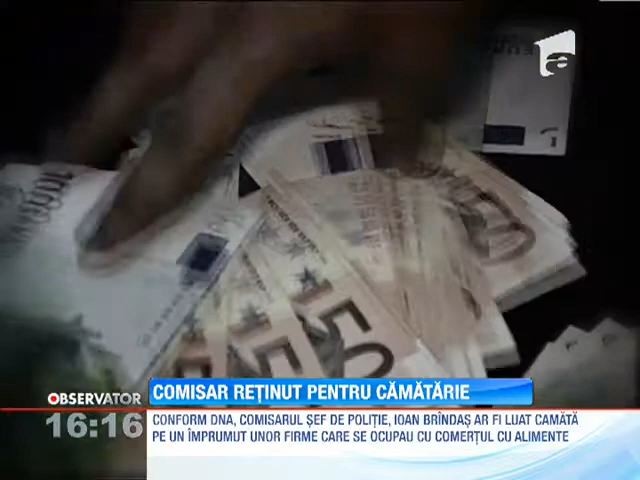 a
50
COMISAR REȚINUT PENTRU CĂMĂTĂRIE
OBSERVATOR
16:16
CONFORM DNA, COMISARUL ȘEF DE POLIȚIE, IOAN BRÎNDAȘ AR FI LUAT CAMĂTĂ
PE UN ÎMPRUMUT UNOR FIRME CARE SE OCUPAU CU COMERȚUL CU ALIMENTE